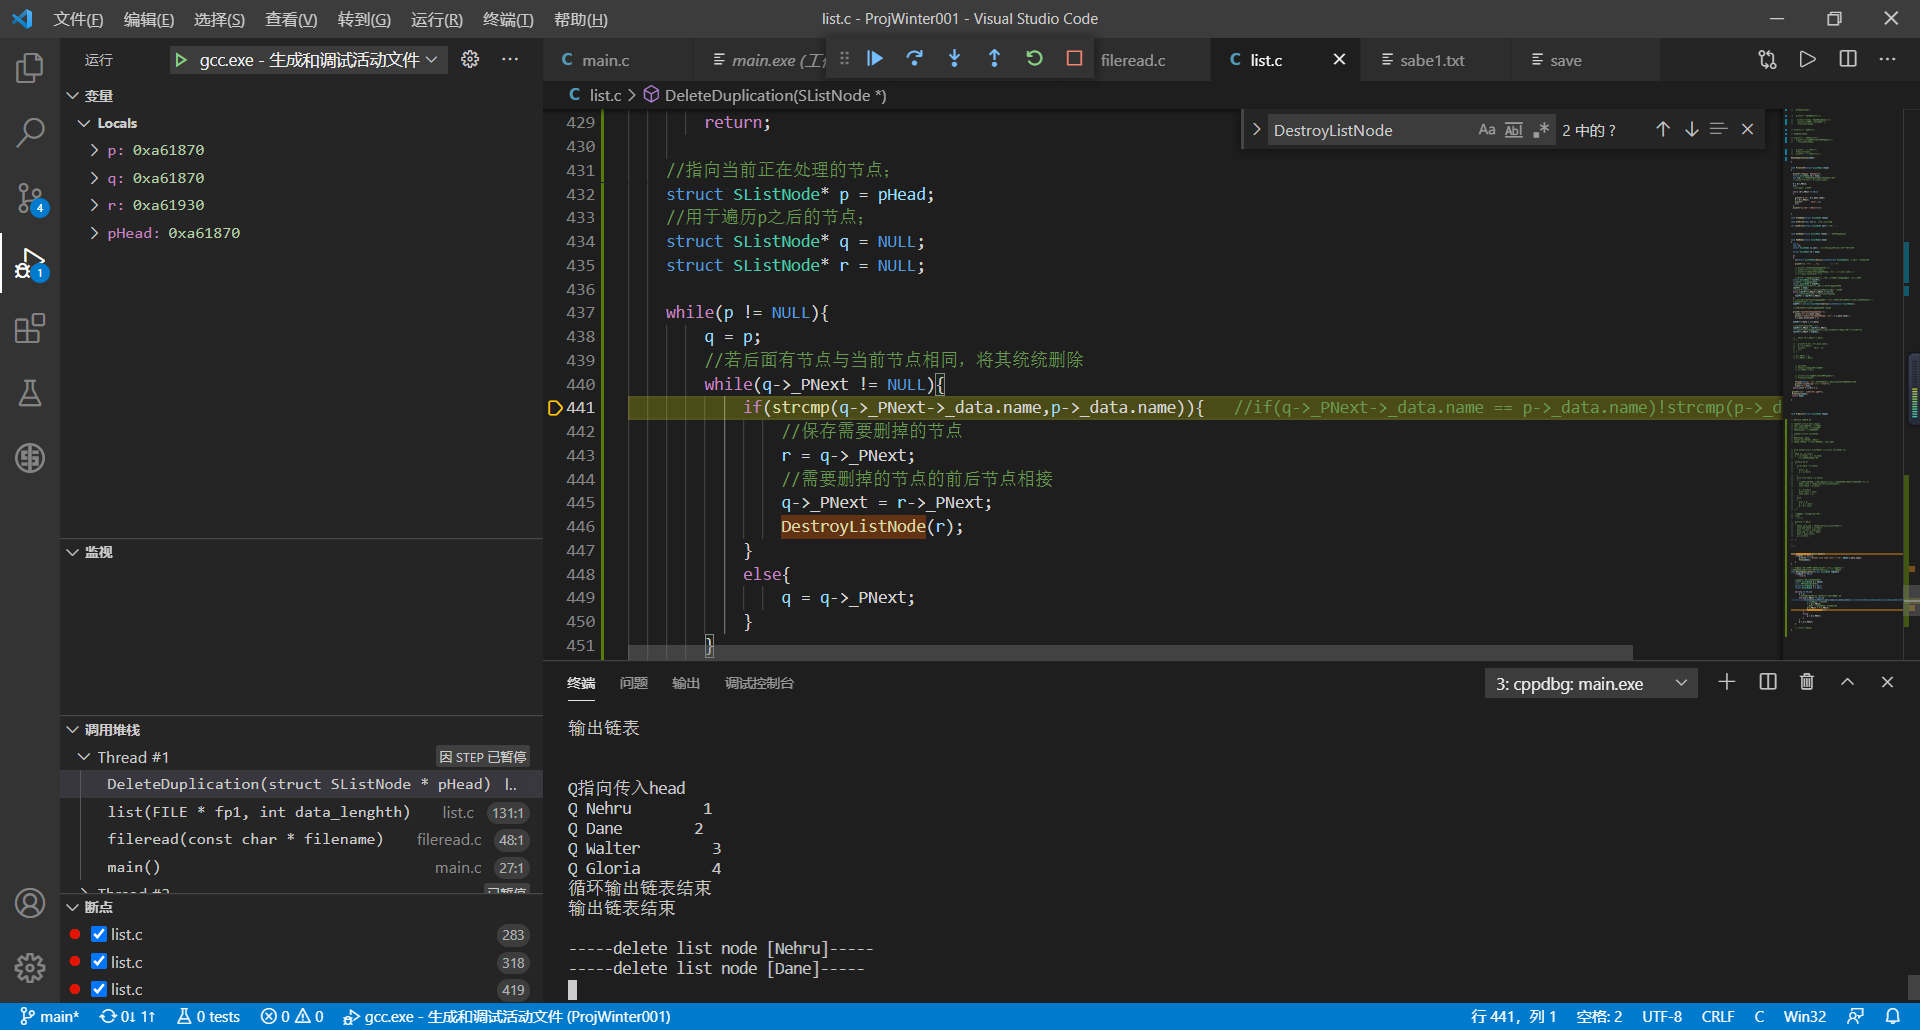 文件(F) 编辑(E) 选择(S) 查看(V) 转到(G) 运行(R) 终端(T) 帮助(H)
list.c - ProjWinter001 - Visual Studio Code
运行
gcc.exe - 生成和调试活动文件
main.c
main.exe (工作
fileread.c
list.c
sabe1.txt
save
list.c > DeleteDuplication(SListNode *)
DestroyListNode
Aa Abl .*
2 中的 ?
变量
Locals
p: 0xa61870
q: 0xa61870
r: 0xa61930
pHead: 0xa61870
监视
调用堆栈
Thread #1 因 STEP 已暂停
DeleteDuplication(struct SListNode * pHead) l..
list(FILE * fp1, int data_lenghth) list.c 131:1
fileread(const char * filename) fileread.c 48:1
main() main.c 27:1
Thread #2 已暂停
断点
list.c 283
list.c 318
list.c 419
429 return;
430
431 //指向当前正在处理的节点;
432 struct SListNode* p = pHead;
433 //用于遍历p之后的节点;
434 struct SListNode* q = NULL;
435 struct SListNode* r = NULL;
436
437 while(p != NULL){
438 q = p;
439 //若后面有节点与当前节点相同，将其统统删除
440 while(q->_PNext != NULL){
441 if(strcmp(q->_PNext->_data.name,p->_data.name)){ //if(q->_PNext->_data.name == p->_data.name)!strcmp(p->_d
442 //保存需要删掉的节点
443 r = q->_PNext;
444 //需要删掉的节点的前后节点相接
445 q->_PNext = r->_PNext;
446 DestroyListNode(r);
447 }
448 else{
449 q = q->_PNext;
450 }
451 }
终端 问题 输出 调试控制台
3: cppdbg: main.exe
输出链表
Q指向传入head
Q Nehru 1
Q Dane 2
Q Walter 3
Q Gloria 4
循环输出链表结束
输出链表结束
-----delete list node [Nehru]-----
-----delete list node [Dane]-----
4
1
main* 0↓ 1↑ 0 tests 0 0 gcc.exe - 生成和调试活动文件 (ProjWinter001)
行 441，列 1 空格: 2 UTF-8 CRLF C Win32